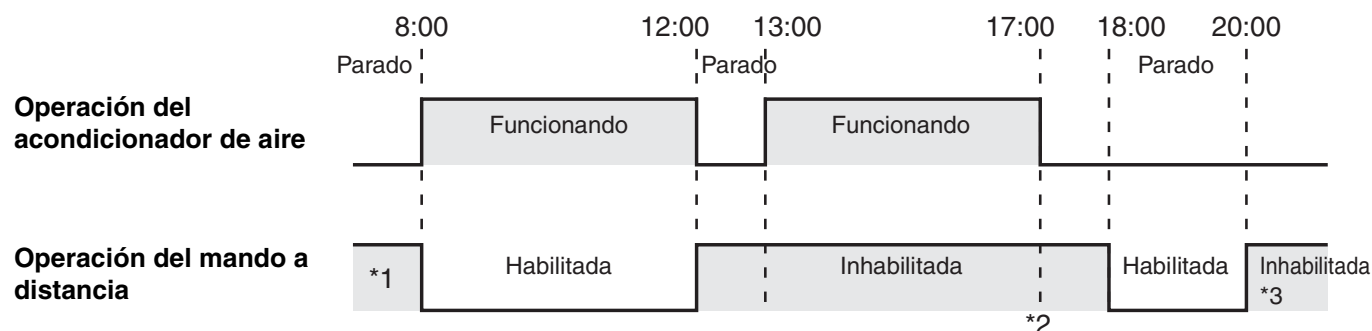 8:00 12:00 13:00 17:00 18:00 20:00
Parado Parado Parado
Operación del
acondicionador de aire
Funcionando Funcionando
Operación del mando a
distancia
*1 Habilitada Inhabilitada Habilitada Inhabilitada
*3
*2